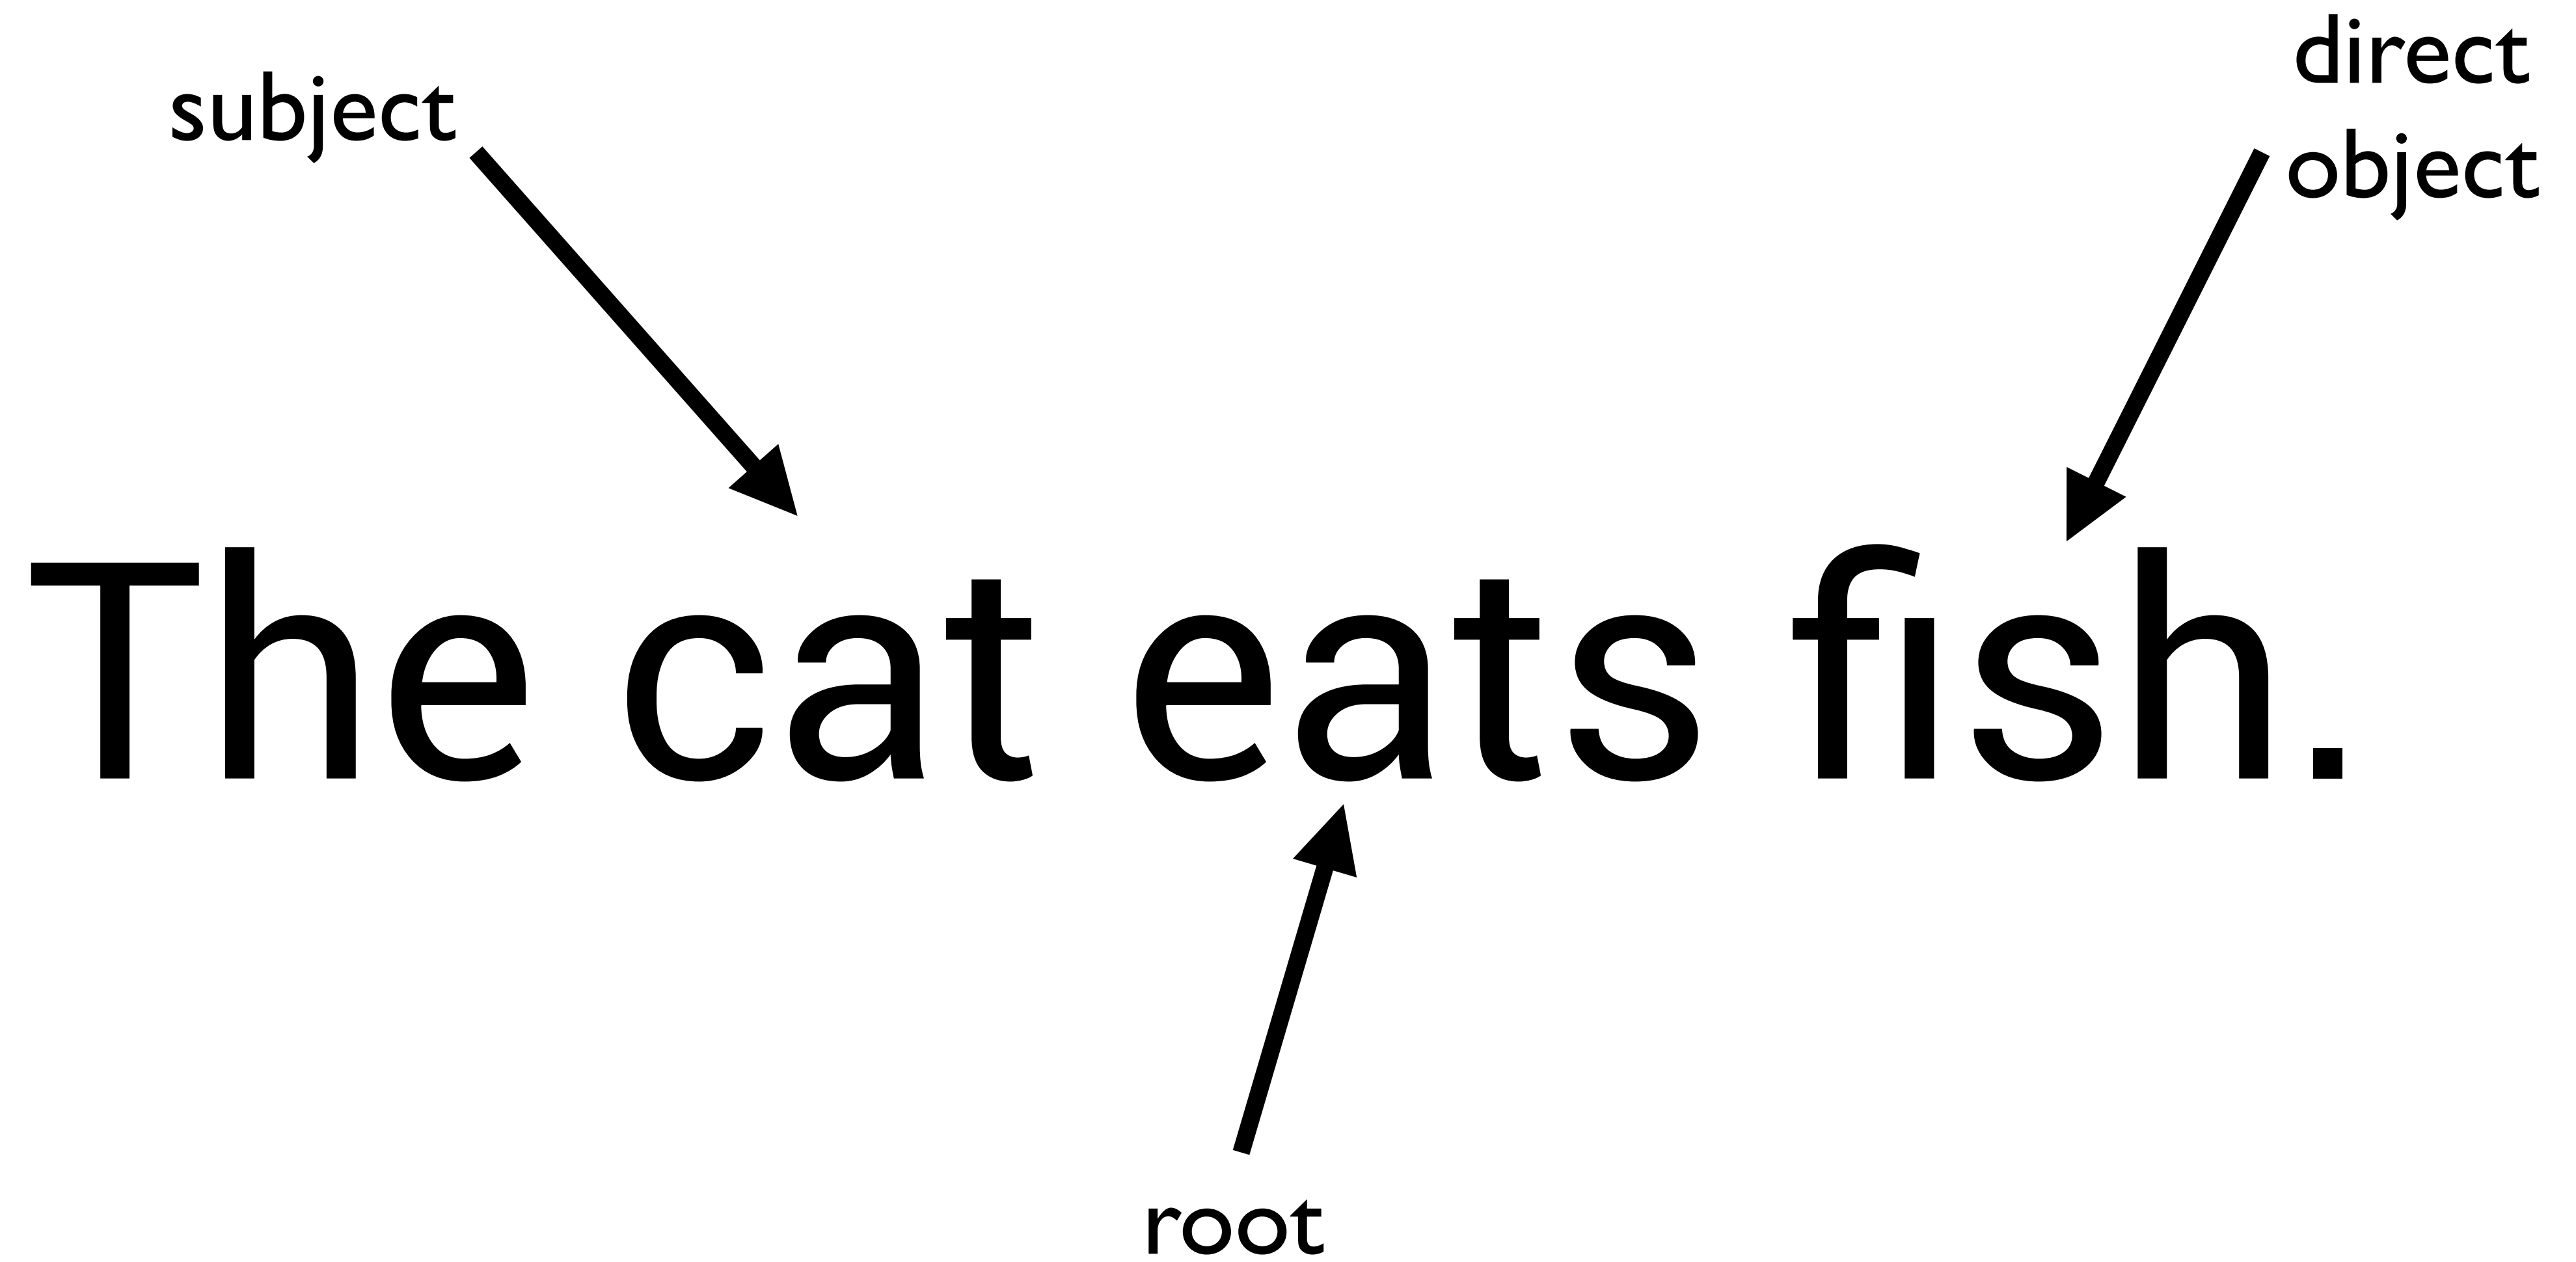 subject
direct
object
The cat eats fish.
root